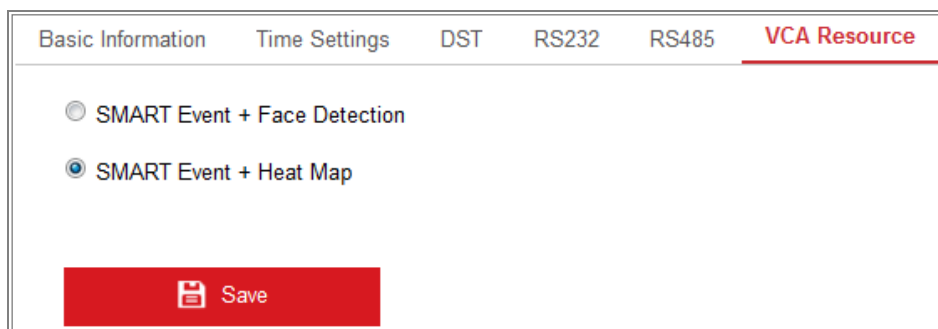 Basic Information Time Settings DST RS232 RS485 VCA Resource
SMART Event + Face Detection
SMART Event + Heat Map
Save